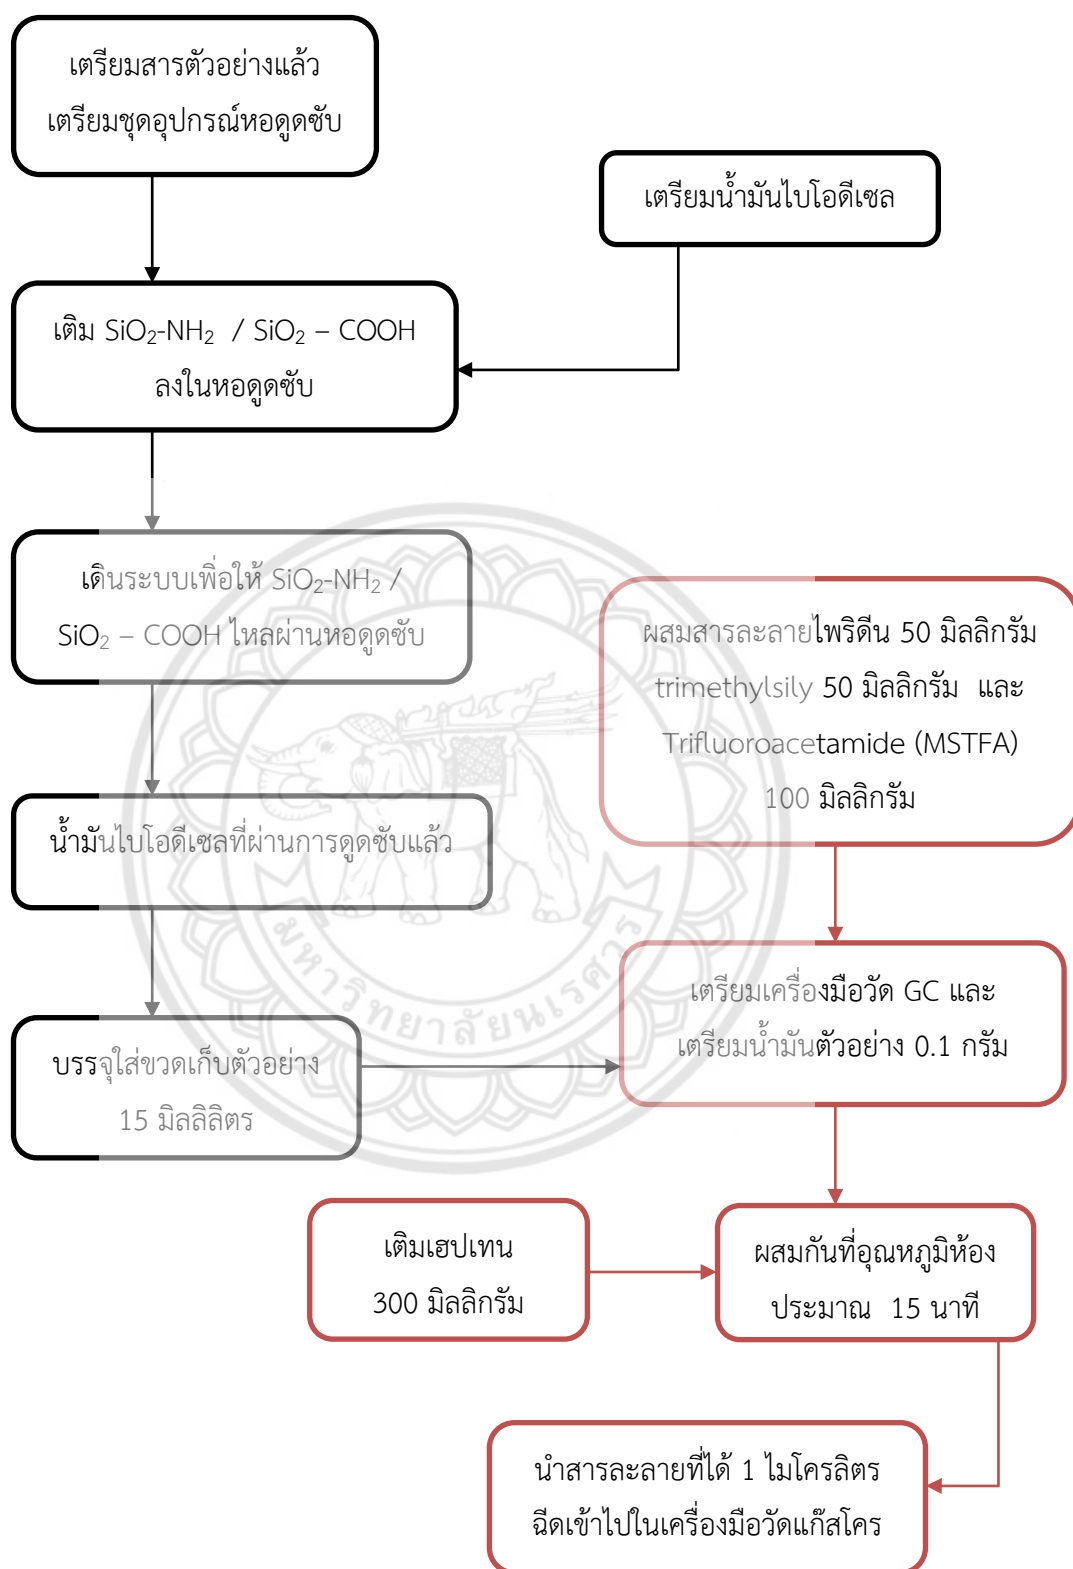 เตรียมสารตัวอย่างแล้ว
เตรียมชุดอุปกรณ์หอดูดซับ
เตรียมน้ำมันไบโอดีเซล
เติม SiO₂-NH₂ / SiO₂ – COOH
ลงในหอดูดซับ
เดินระบบเพื่อให้ SiO₂-NH₂ /
SiO₂ – COOH ไหลผ่านหอดูดซับ
ผสมสารละลายไพริดีน 50 มิลลิกรัม
trimethylsily 50 มิลลิกรัม และ
Trifluoroacetamide (MSTFA)
100 มิลลิกรัม
น้ำมันไบโอดีเซลที่ผ่านการดูดซับแล้ว
มหาวิทยาลัยนเรศวร
เตรียมเครื่องมือวัด GC และ
เตรียมน้ำมันตัวอย่าง 0.1 กรัม
บรรจุใส่ขวดเก็บตัวอย่าง
15 มิลลิลิตร
เติมเฮปเทน
300 มิลลิกรัม
ผสมกันที่อุณหภูมิห้อง
ประมาณ 15 นาที
นำสารละลายที่ได้ 1 ไมโครลิตร
ฉีดเข้าไปในเครื่องมือวัดแก๊สโคร